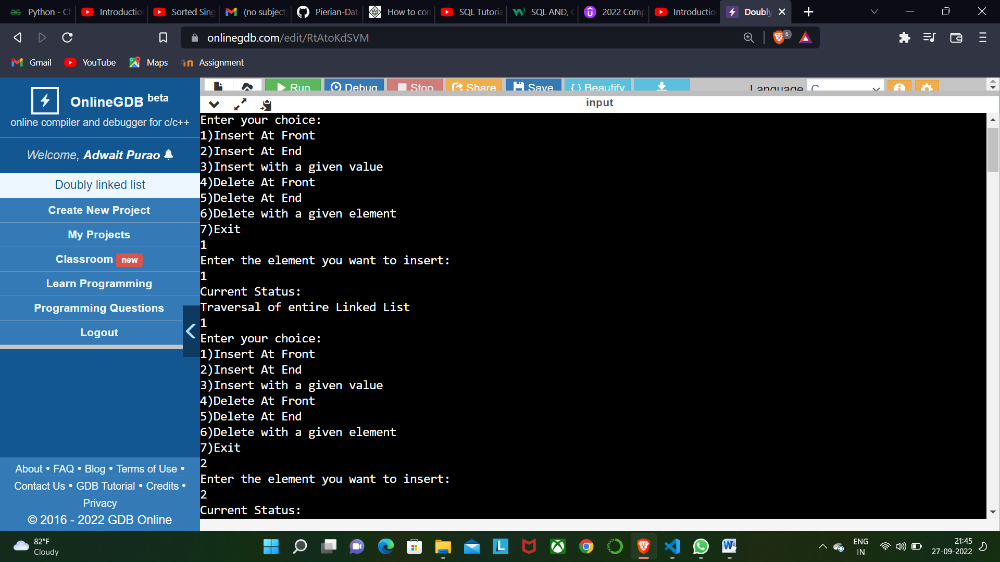 Python - Ch
Introduction
Sorted Sing
(no subject)
Pierian-Data
How to con
SQL Tutoria
SQL AND, O
2022 Comp
Introductio
Doubly
onlinegdb.com/edit/RtAtoKdSVM
6
Gmail
YouTube
Maps
Assignment
OnlineGDB beta
online compiler and debugger for c/c++
Welcome, Adwait Purao
Doubly linked list
Create New Project
My Projects
Classroom new
Learn Programming
Programming Questions
Logout
About • FAQ • Blog • Terms of Use •
Contact Us • GDB Tutorial • Credits •
Privacy
© 2016 - 2022 GDB Online
Run
Debug
Stop
Share
Save
{ } Beautify
Language
C
input
Enter your choice:
1)Insert At Front
2)Insert At End
3)Insert with a given value
4)Delete At Front
5)Delete At End
6)Delete with a given element
7)Exit
1
Enter the element you want to insert:
1
Current Status:
Traversal of entire Linked List
1
Enter your choice:
1)Insert At Front
2)Insert At End
3)Insert with a given value
4)Delete At Front
5)Delete At End
6)Delete with a given element
7)Exit
2
Enter the element you want to insert:
2
Current Status:
82°F
Cloudy
ENG
IN
21:45
27-09-2022